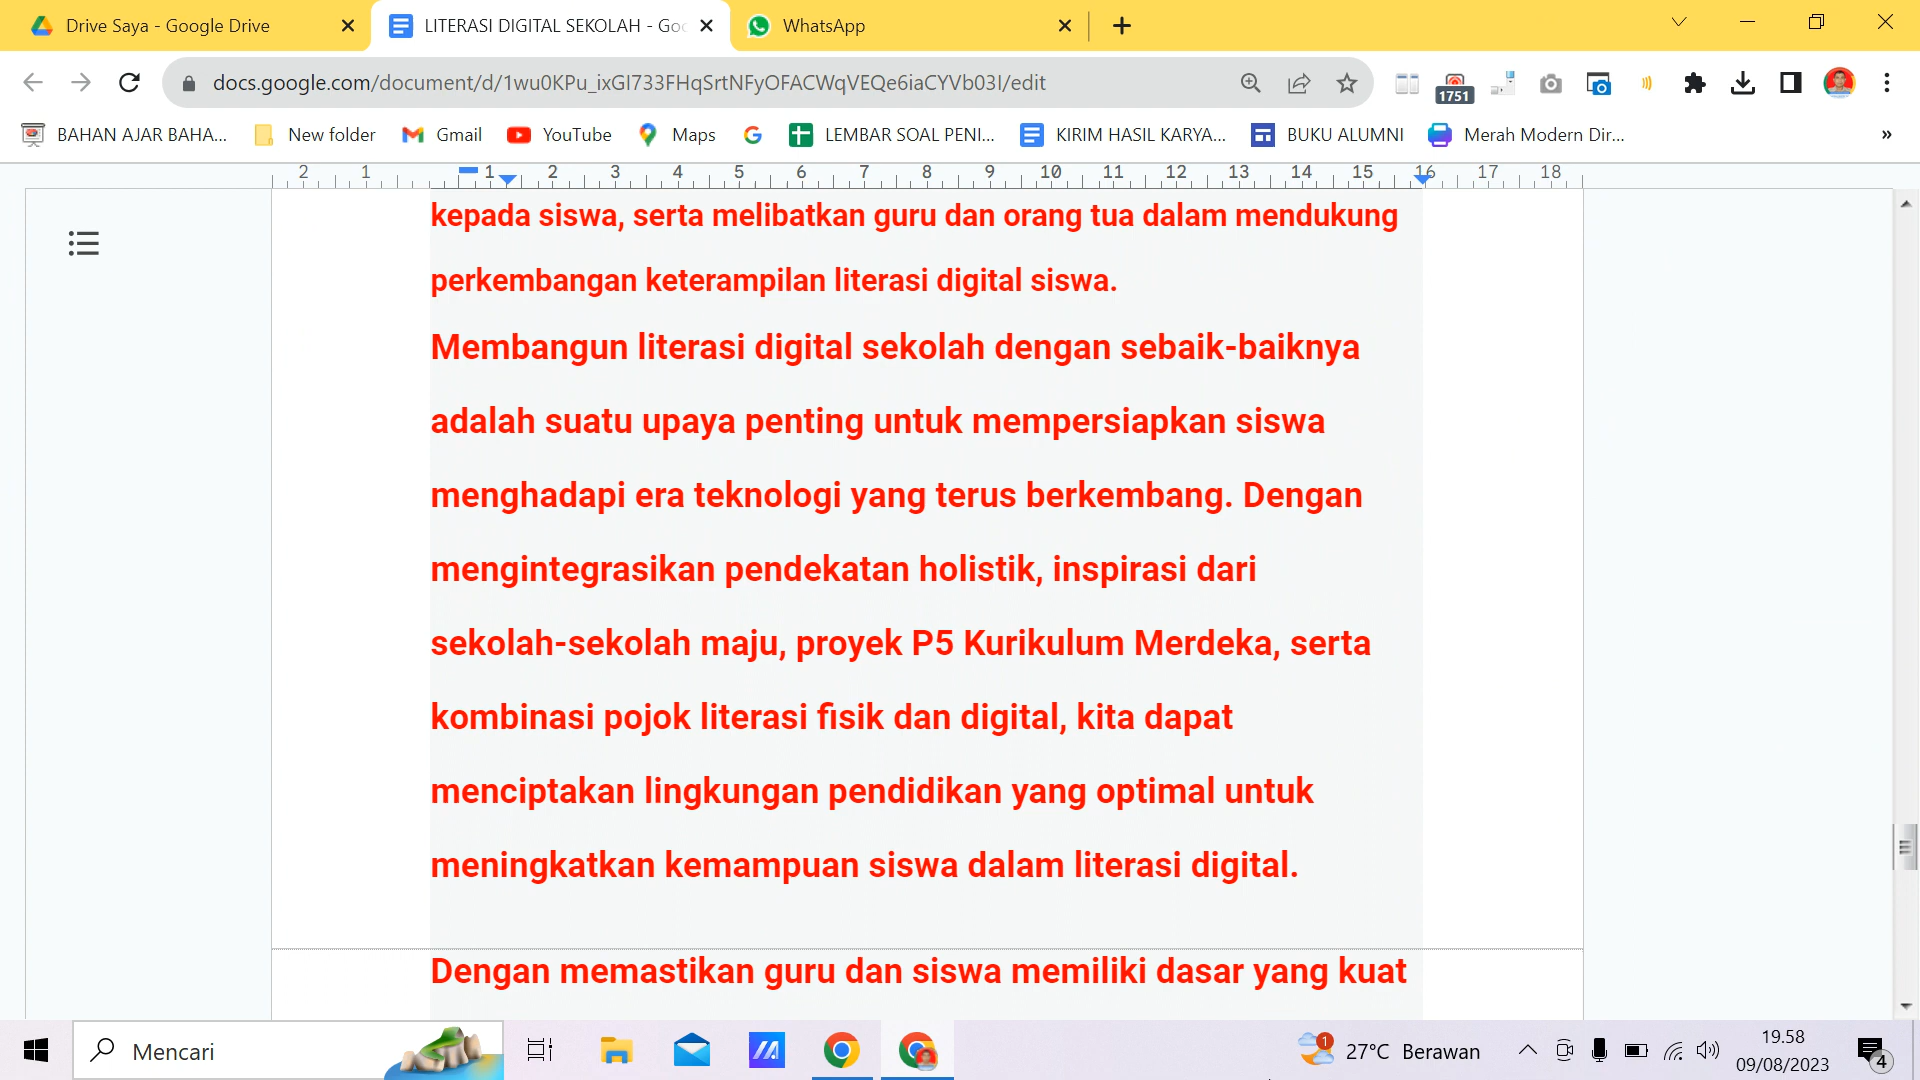 Drive Saya - Google Drive
LITERASI DIGITAL SEKOLAH - Goo
WhatsApp
docs.google.com/document/d/1wu0KPu_ixGI733FHqSrtNFyOFACWqVEQe6iaCYVb03I/edit
1751
BAHAN AJAR BAHA...
New folder
Gmail
YouTube
Maps
LEMBAR SOAL PENI...
KIRIM HASIL KARYA...
BUKU ALUMNI
Merah Modern Dir...
»
2 1 1 2 3 4 5 6 7 8 9 10 11 12 13 14 15 16 17 18
kepada siswa, serta melibatkan guru dan orang tua dalam mendukung
perkembangan keterampilan literasi digital siswa.
Membangun literasi digital sekolah dengan sebaik-baiknya
adalah suatu upaya penting untuk mempersiapkan siswa
menghadapi era teknologi yang terus berkembang. Dengan
mengintegrasikan pendekatan holistik, inspirasi dari
sekolah-sekolah maju, proyek P5 Kurikulum Merdeka, serta
kombinasi pojok literasi fisik dan digital, kita dapat
menciptakan lingkungan pendidikan yang optimal untuk
meningkatkan kemampuan siswa dalam literasi digital.
Dengan memastikan guru dan siswa memiliki dasar yang kuat
Mencari
1
27°C Berawan
19.58
09/08/2023
4